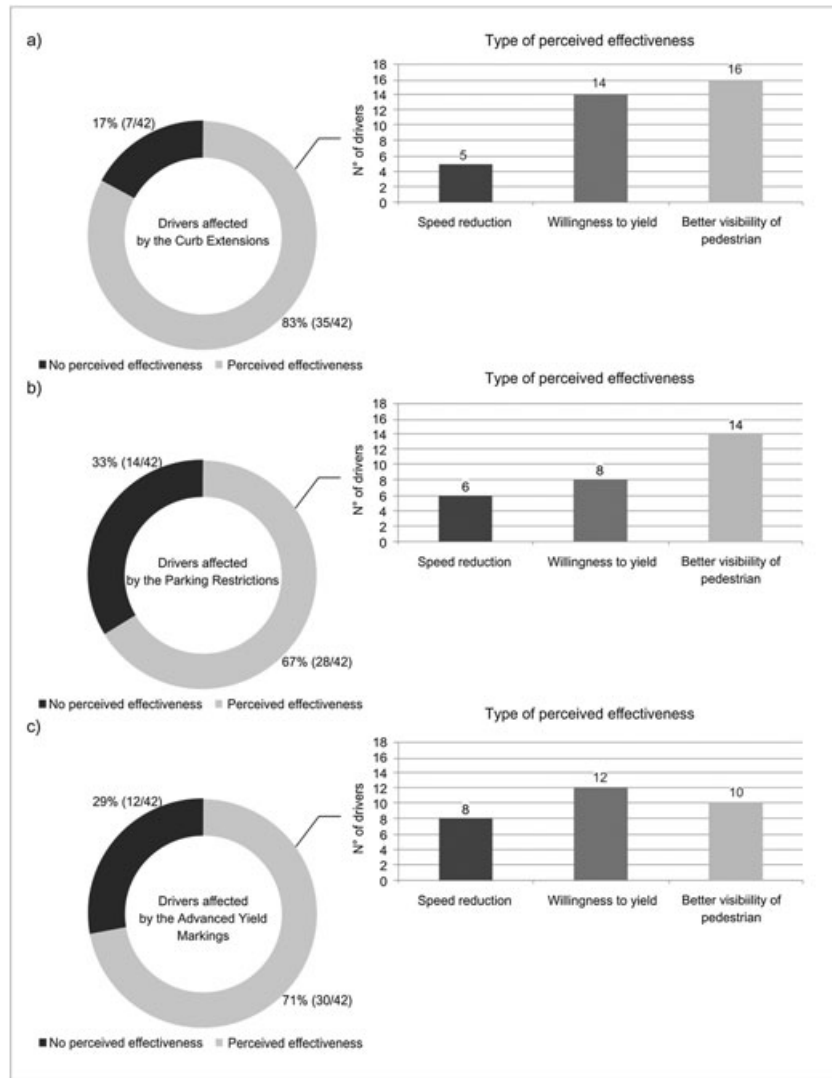 a)
Type of perceived effectiveness
17% (7/42)
Drivers affected
by the Curb Extensions
83% (35/42)
■ No perceived effectiveness ■ Perceived effectiveness
N° of drivers
18
16
14
12
10
8
6
4
2
0
5
14
16
Speed reduction
Willingness to yield
Better visibiility of
pedestrian
b)
Type of perceived effectiveness
33% (14/42)
Drivers affected
by the Parking Restrictions
67% (28/42)
■ No perceived effectiveness ■ Perceived effectiveness
N° of drivers
18
16
14
12
10
8
6
4
2
0
6
8
14
Speed reduction
Willingness to yield
Better visibiility of
pedestrian
c)
Type of perceived effectiveness
29% (12/42)
Drivers affected
by the Advanced Yield
Markings
71% (30/42)
■ No perceived effectiveness ■ Perceived effectiveness
N° of drivers
18
16
14
12
10
8
6
4
2
0
8
12
10
Speed reduction
Willingness to yield
Better visibiility of
pedestrian